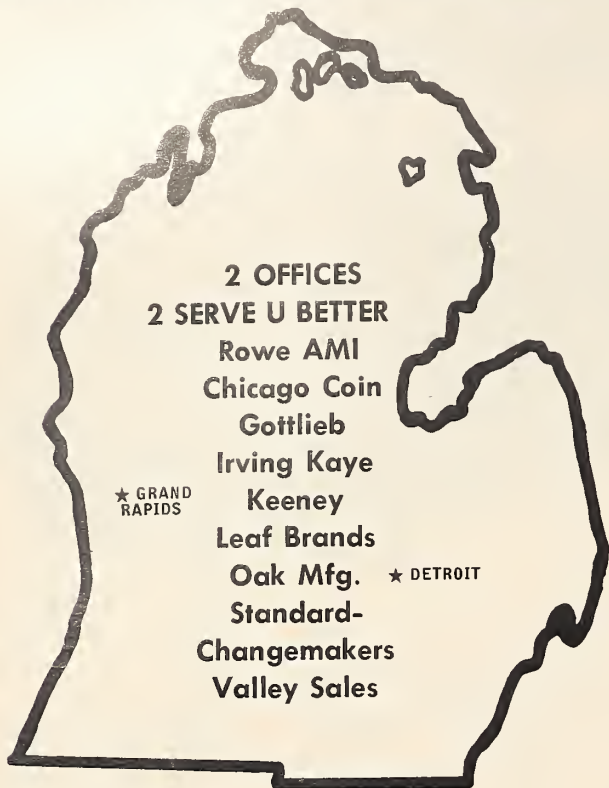 2 OFFICES
2 SERVE U BETTER
Rowe AMI
Chicago Coin
Gottlieb
Irving Kaye
★ GRAND
RAPIDS
Keeney
Leaf Brands
Oak Mfg.
★ DETROIT
Standard-
Changemakers
Valley Sales